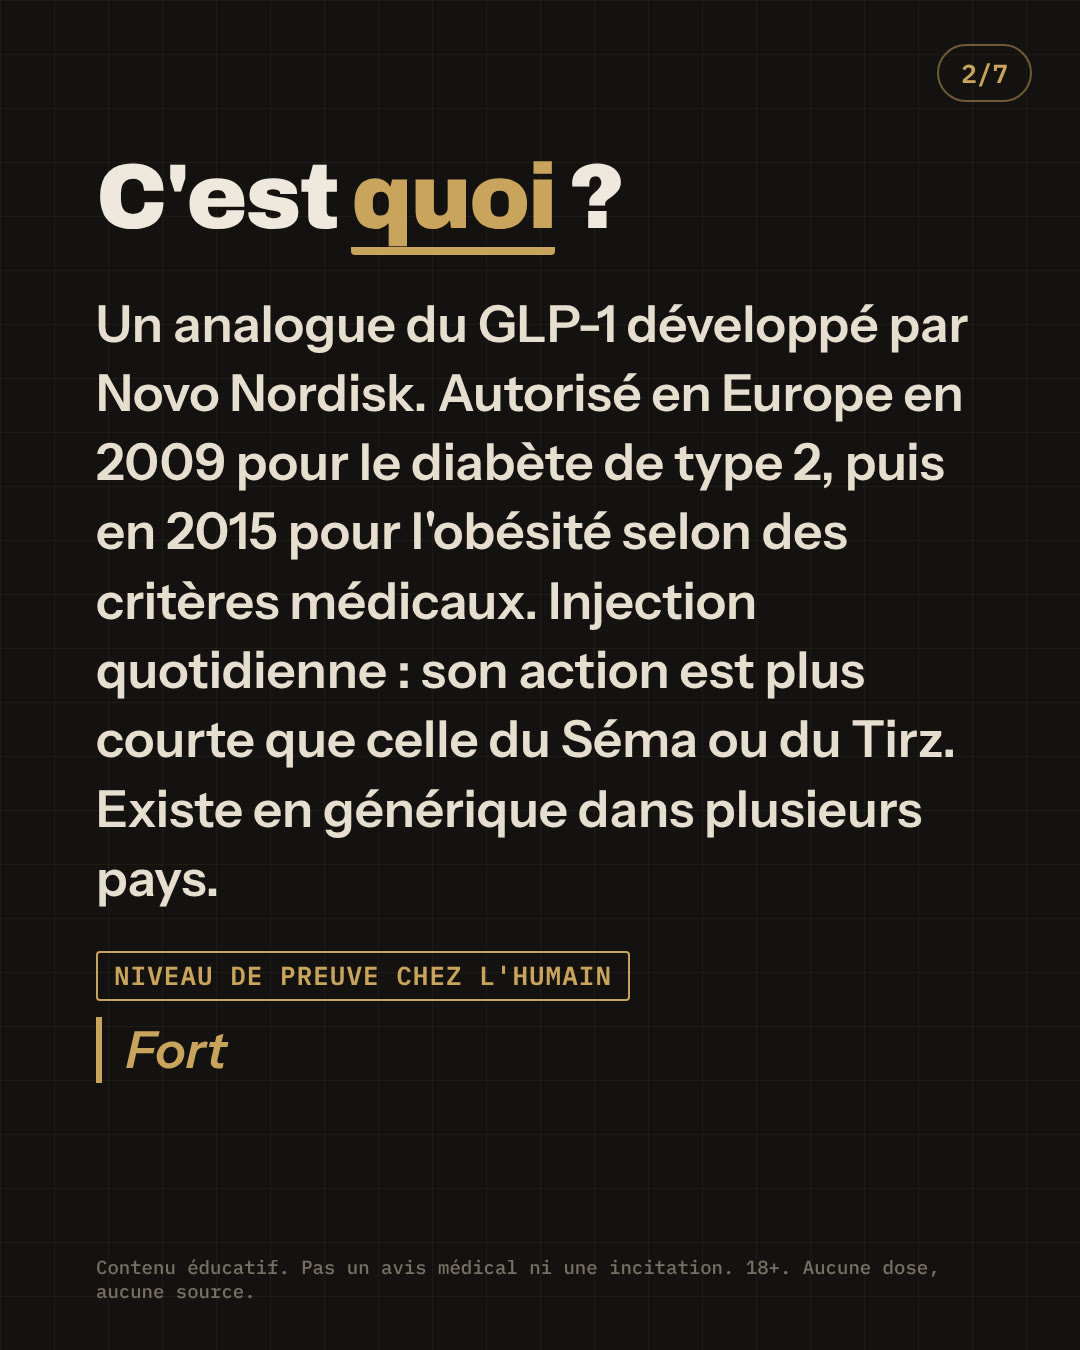 2/7
C'est quoi ?
Un analogue du GLP-1 développé par
Novo Nordisk. Autorisé en Europe en
2009 pour le diabète de type 2, puis
en 2015 pour l'obésité selon des
critères médicaux. Injection
quotidienne : son action est plus
courte que celle du Séma ou du Tirz.
Existe en générique dans plusieurs
pays.
NIVEAU DE PREUVE CHEZ L'HUMAIN
Fort
Contenu éducatif. Pas un avis médical ni une incitation. 18+. Aucune dose,
aucune source.